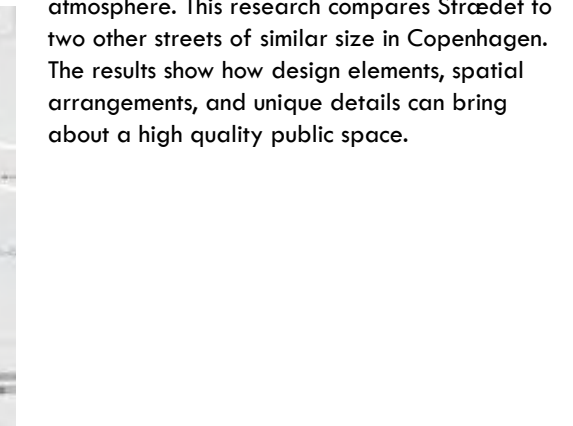 atmosphere. This research compares Strædet to
two other streets of similar size in Copenhagen.
The results show how design elements, spatial
arrangements, and unique details can bring
about a high quality public space.